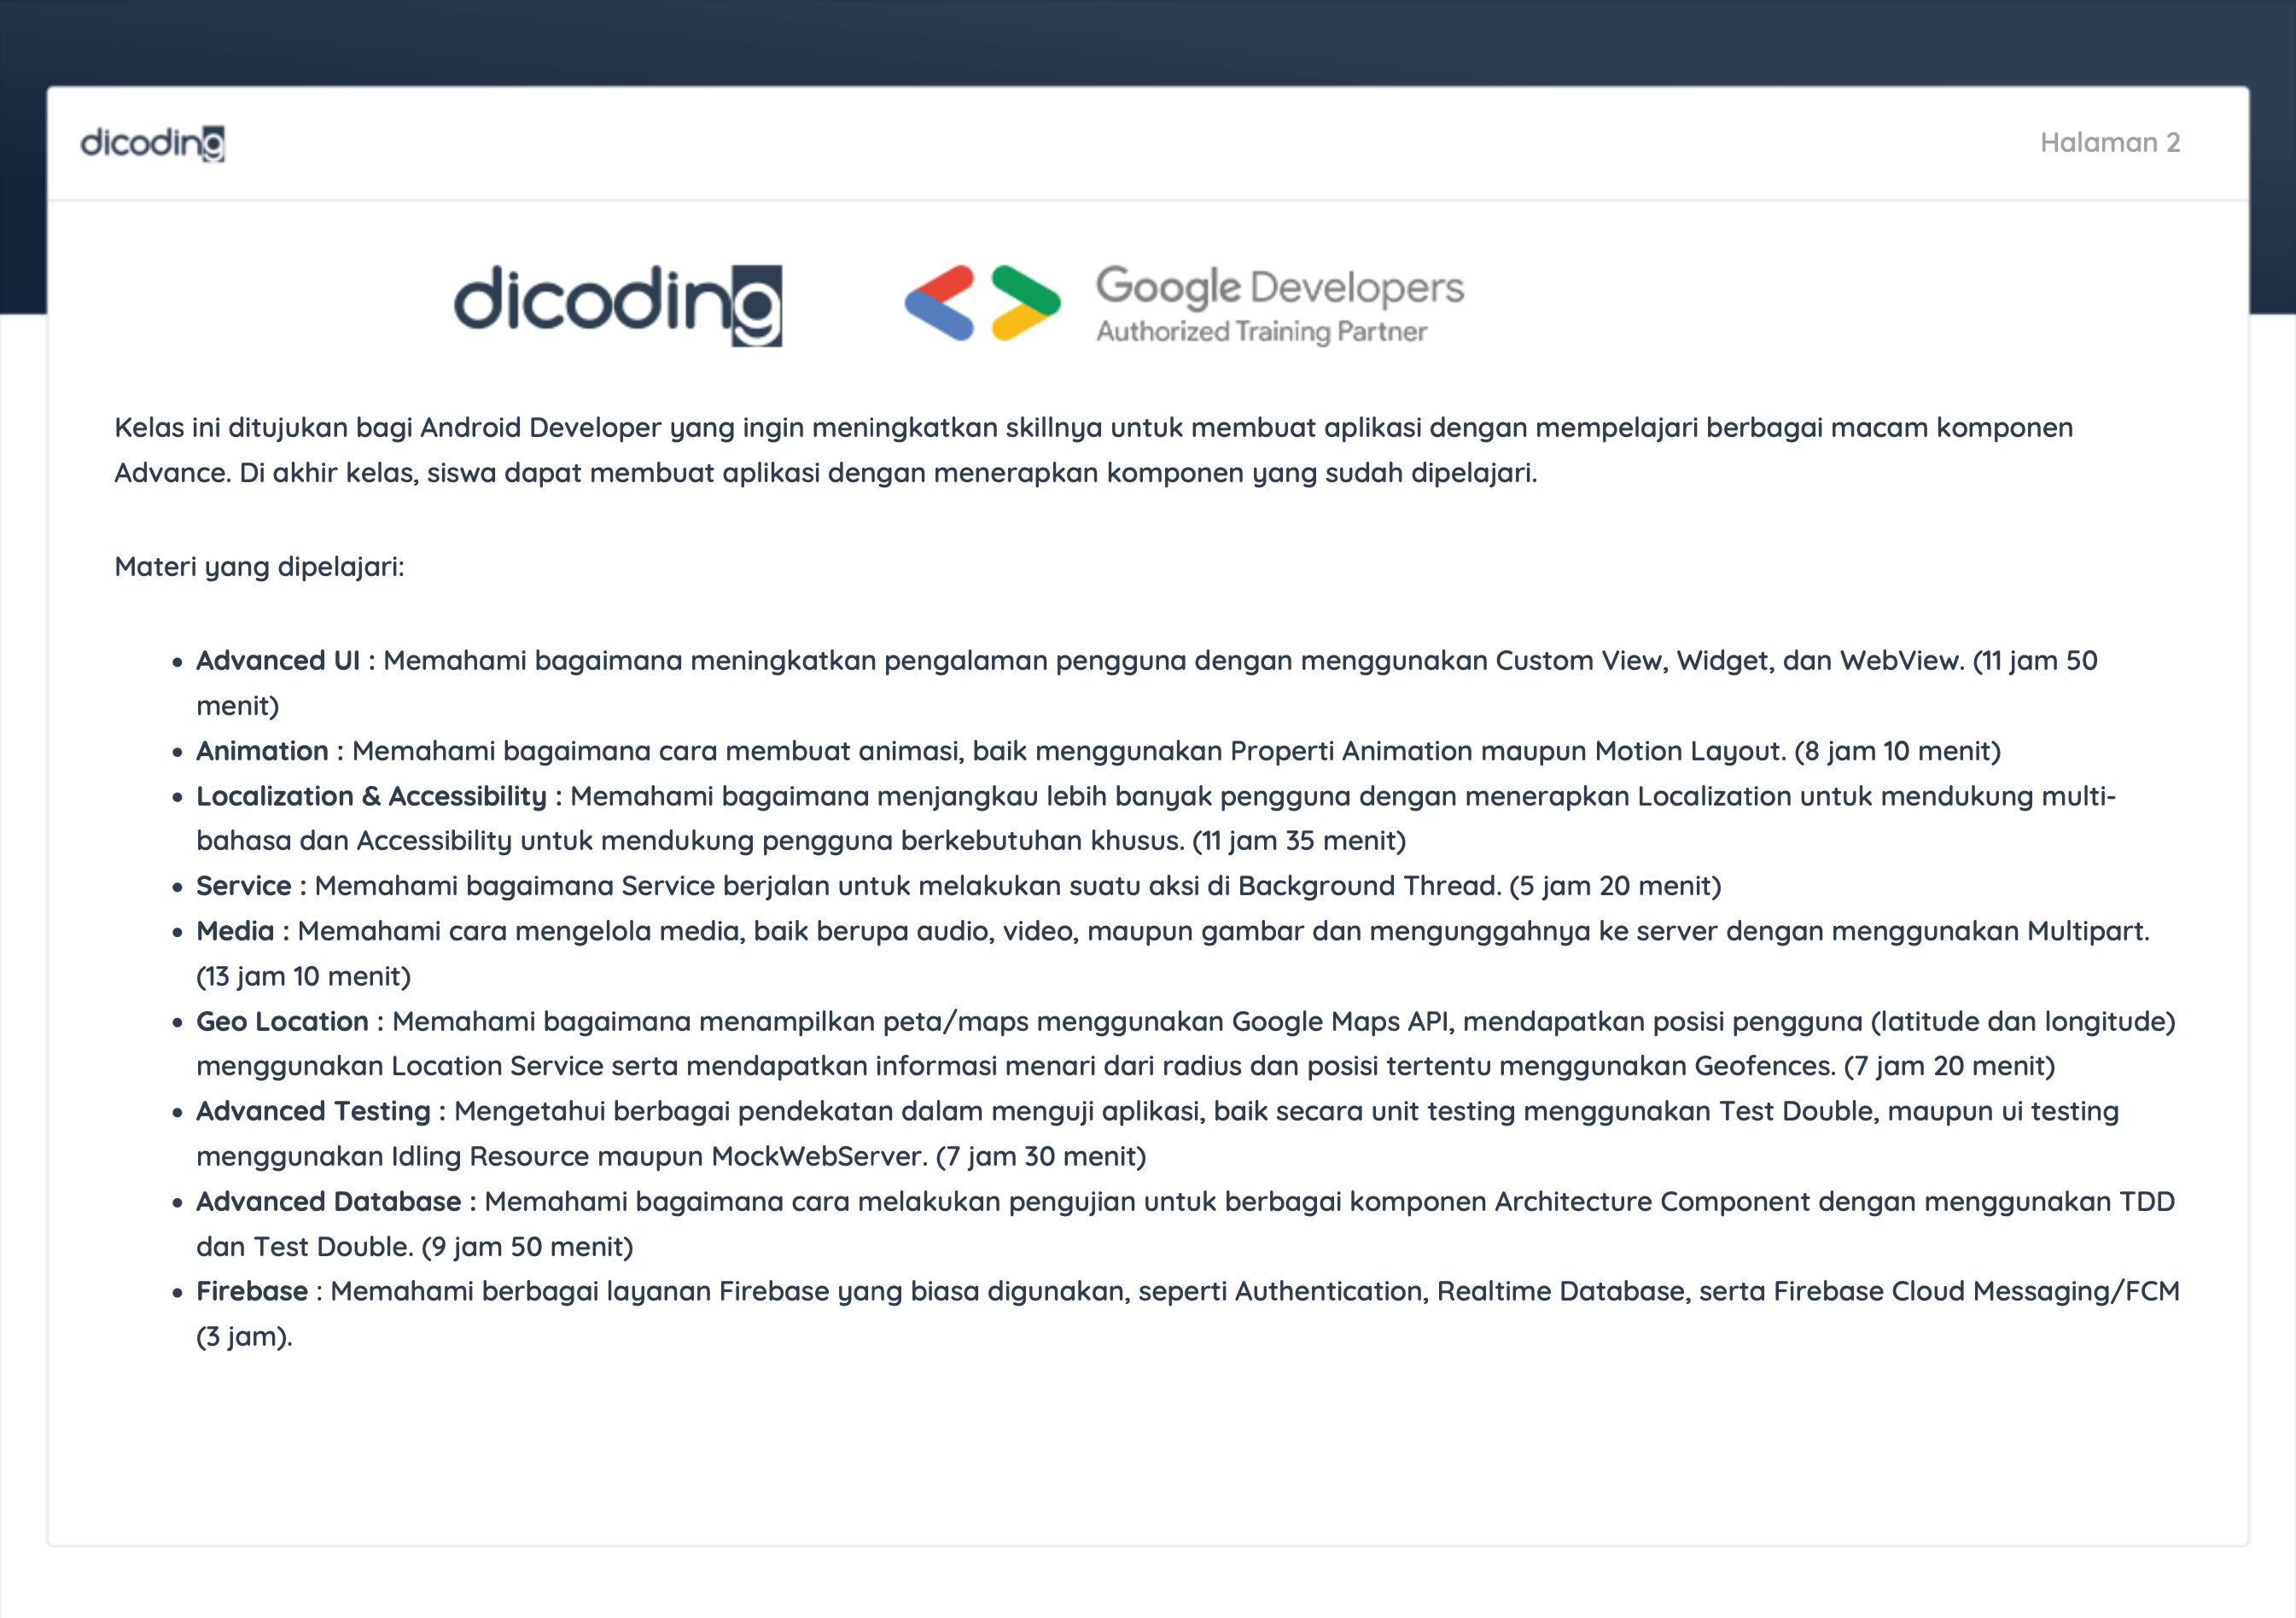 dicoding
Halaman 2
dicoding
Google Developers
Authorized Training Partner
Kelas ini ditujukan bagi Android Developer yang ingin meningkatkan skillnya untuk membuat aplikasi dengan mempelajari berbagai macam komponen
Advance. Di akhir kelas, siswa dapat membuat aplikasi dengan menerapkan komponen yang sudah dipelajari.
Materi yang dipelajari:
• Advanced UI : Memahami bagaimana meningkatkan pengalaman pengguna dengan menggunakan Custom View, Widget, dan WebView. (11 jam 50
menit)
• Animation : Memahami bagaimana cara membuat animasi, baik menggunakan Properti Animation maupun Motion Layout. (8 jam 10 menit)
• Localization & Accessibility : Memahami bagaimana menjangkau lebih banyak pengguna dengan menerapkan Localization untuk mendukung multi-
bahasa dan Accessibility untuk mendukung pengguna berkebutuhan khusus. (11 jam 35 menit)
• Service : Memahami bagaimana Service berjalan untuk melakukan suatu aksi di Background Thread. (5 jam 20 menit)
• Media : Memahami cara mengelola media, baik berupa audio, video, maupun gambar dan mengunggahnya ke server dengan menggunakan Multipart.
(13 jam 10 menit)
• Geo Location : Memahami bagaimana menampilkan peta/maps menggunakan Google Maps API, mendapatkan posisi pengguna (latitude dan longitude)
menggunakan Location Service serta mendapatkan informasi menari dari radius dan posisi tertentu menggunakan Geofences. (7 jam 20 menit)
• Advanced Testing : Mengetahui berbagai pendekatan dalam menguji aplikasi, baik secara unit testing menggunakan Test Double, maupun ui testing
menggunakan Idling Resource maupun MockWebServer. (7 jam 30 menit)
• Advanced Database : Memahami bagaimana cara melakukan pengujian untuk berbagai komponen Architecture Component dengan menggunakan TDD
dan Test Double. (9 jam 50 menit)
• Firebase : Memahami berbagai layanan Firebase yang biasa digunakan, seperti Authentication, Realtime Database, serta Firebase Cloud Messaging/FCM
(3 jam).